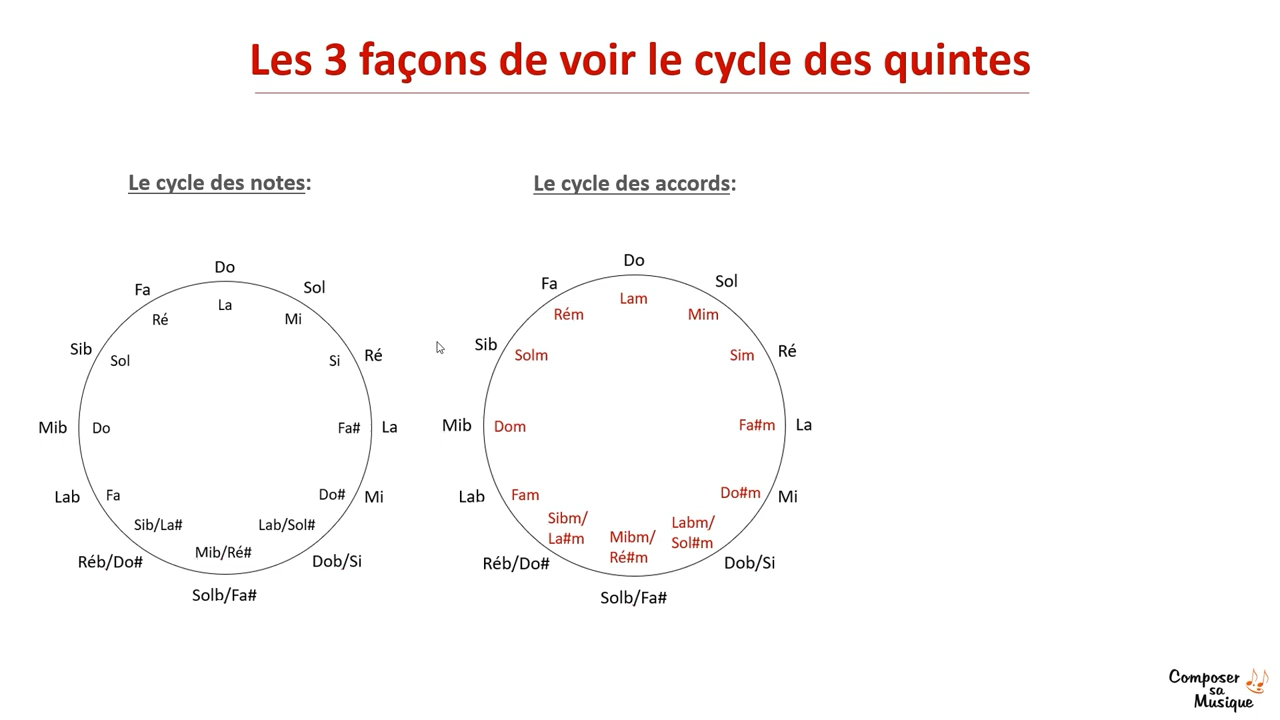 Les 3 façons de voir le cycle des quintes
Le cycle des notes:
Do
Fa
Sol
La
Ré
Mi
Sib
Sol
Si
Ré
Mib
Do
Fa#
La
Lab
Fa
Do#
Mi
Sib/La#
Lab/Sol#
Mib/Ré#
Réb/Do#
Dob/Si
Solb/Fa#
Le cycle des accords:
Do
Fa
Sol
Lam
Rém
Mim
Sib
Solm
Sim
Ré
Mib
Dom
Fa#m
La
Lab
Fam
Do#m
Mi
Sibm/
La#m
Mibm/
Ré#m
Labm/
Sol#m
Réb/Do#
Dob/Si
Solb/Fa#
Composer
sa
Musique